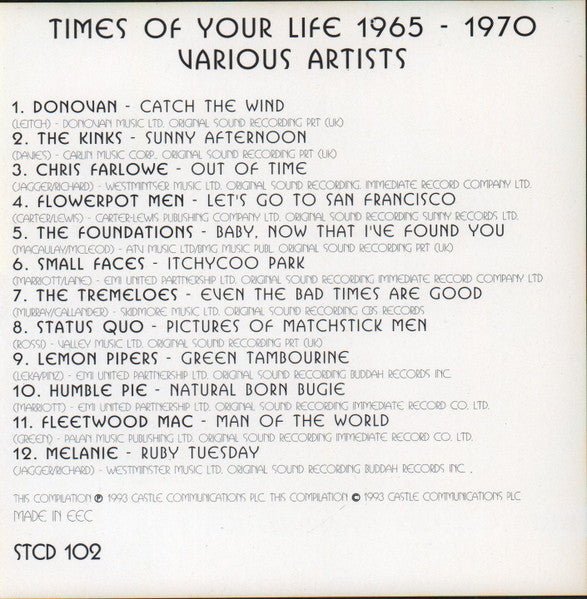 TIMES OF YOUR LIFE 1965 - 1970
VARIOUS ARTISTS
1. DONOVAN - CATCH THE WIND
(LEITCH) - DONOVAN MUSIC LTD. ORIGINAL SOUND RECORDING PRT (UK)
2. THE KINKS - SUNNY AFTERNOON
(DAVIES) - CARLIN MUSIC CORP. ORIGINAL SOUND RECORDING PRT (UK)
3. CHRIS FARLOWE - OUT OF TIME
(JAGGER/RICHARD) - WESTMINTSER MUSIC LTD. ORIGINAL SOUND RECORDING. IMMEDIATE RECORD COMPANY LTD.
4. FLOWERPOT MEN - LET'S GO TO SAN FRANCISCO
(CARTER/LEWIS) - CARTER-LEWIS PUBLISHING COMPANY LTD. ORIGINAL SOUND RECORDING SUNNY RECORDS LTD.
5. THE FOUNDATIONS - BABY, NOW THAT I'VE FOUND YOU
(MACAULAY/MCLEOD) - ATV MUSIC LTD/BMG MUSIC PUBL. ORIGINAL SOUND RECORDING PRT (UK)
6. SMALL FACES - ITCHYCOO PARK
(MARRIOTT/LANE) - EMI UNITED PARTNERSHIP LTD. ORIGINAL SOUND RECORDING IMMEDIATE RECORD COMPANY LTD
7. THE TREMELOES - EVEN THE BAD TIMES ARE GOOD
(MURRAY/CALLANDER) - SKIDMORE MUSIC LTD. ORIGINAL SOUND RECORDING CBS RECORDS
8. STATUS QUO - PICTURES OF MATCHSTICK MEN
(ROSSI) - VALLEY MUSIC LTD. ORIGINAL SOUND RECORDING PRT (UK)
9. LEMON PIPERS - GREEN TAMBOURINE
(LEKA/PINZ) - EMI UNITED PARTNERSHIP LTD. ORIGINAL SOUND RECORDING BUDDAH RECORDS INC.
10. HUMBLE PIE - NATURAL BORN BUGIE
(MARRIOTT) - EMI UNITED PARTNERSHIP LTD. ORIGINAL SOUND RECORDING IMMEDIATE RECORD CO. LTD.
11. FLEETWOOD MAC - MAN OF THE WORLD
(GREEN) - PALAN MUSIC PUBLISHING LTD. ORIGINAL SOUND RECORDING IMMEDIATE RECORD CO. LTD.
12. MELANIE - RUBY TUESDAY
(JAGGER/RICHARD) - WESTMINSTER MUSIC LTD. ORIGINAL SOUND RECORDING BUDDAH RECORDS INC .
THIS COMPILATION ℗ 1993 CASTLE COMMUNICATIONS PLC. THIS COMPILATION © 1993 CASTLE COMMUNICATIONS PLC
MADE IN EEC
STCD 102